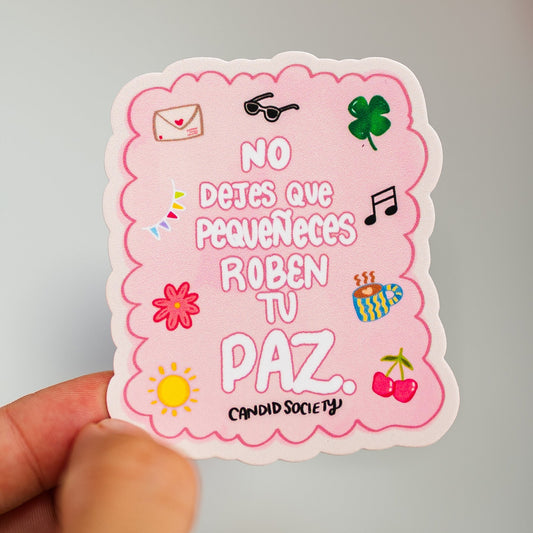 NO
DEJES QUE
PEQUEÑECES
ROBEN
TU
PAZ.
CANDID SOCIETY